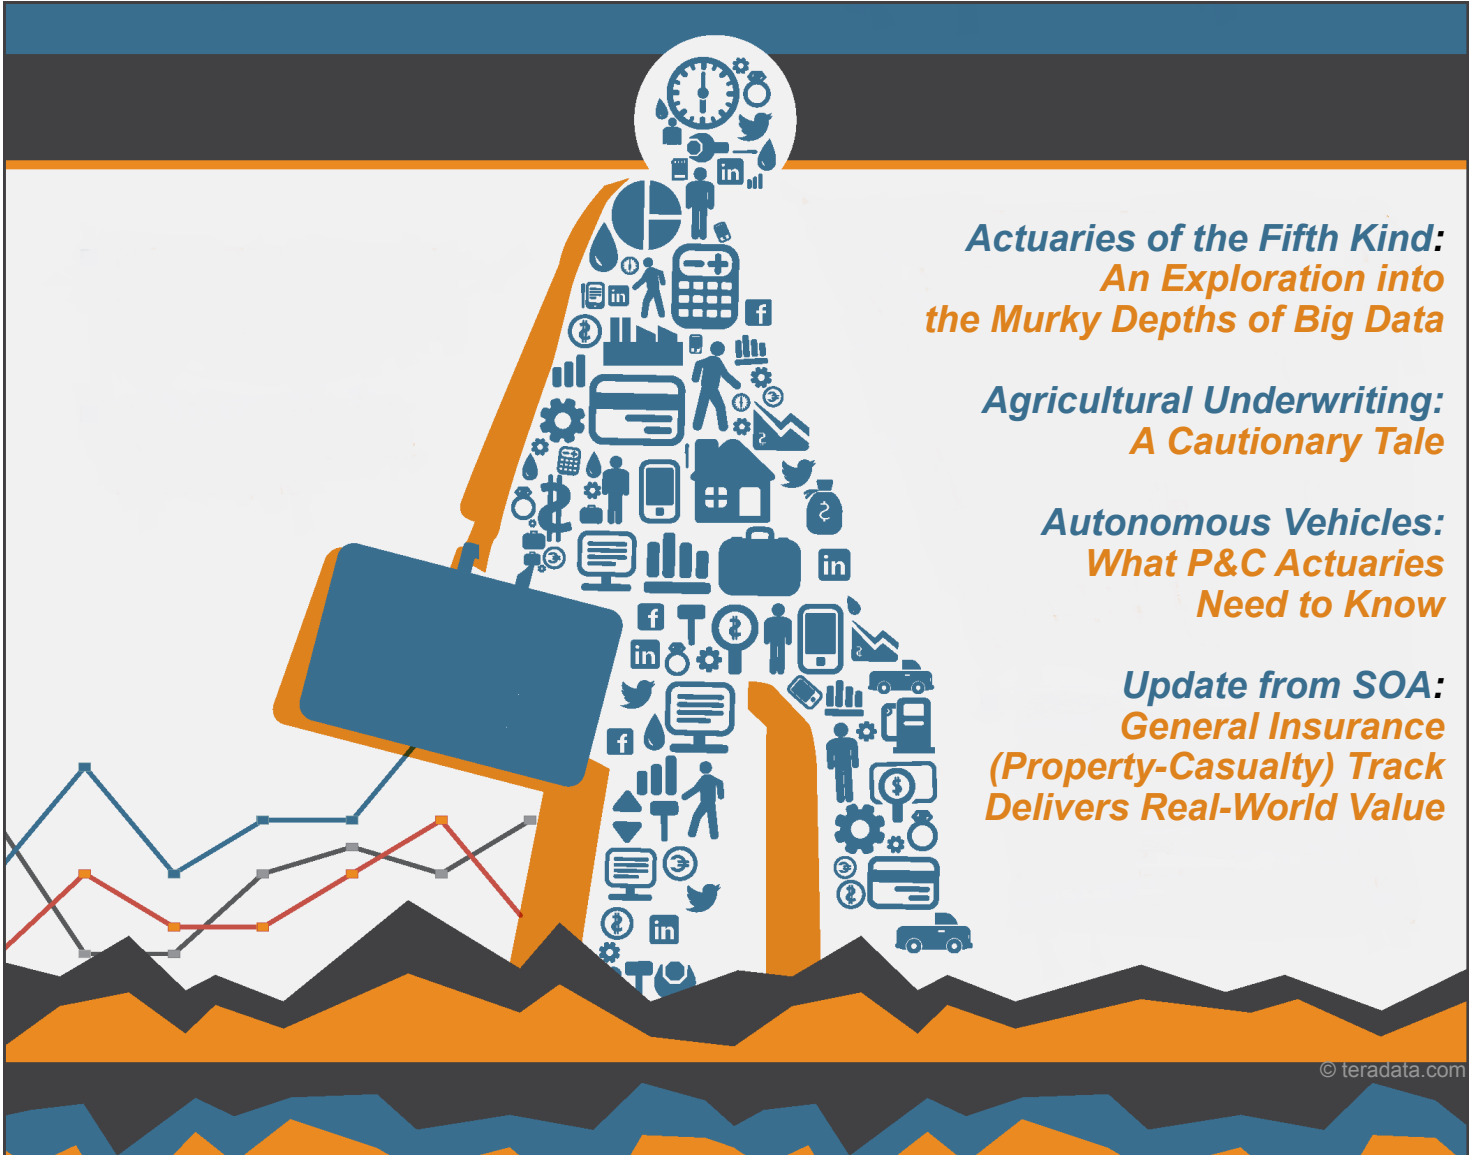 Actuaries of the Fifth Kind:
An Exploration into
the Murky Depths of Big Data
Agricultural Underwriting:
A Cautionary Tale
Autonomous Vehicles:
What P&C Actuaries
Need to Know
Update from SOA:
General Insurance
(Property-Casualty) Track
Delivers Real-World Value
© teradata.com